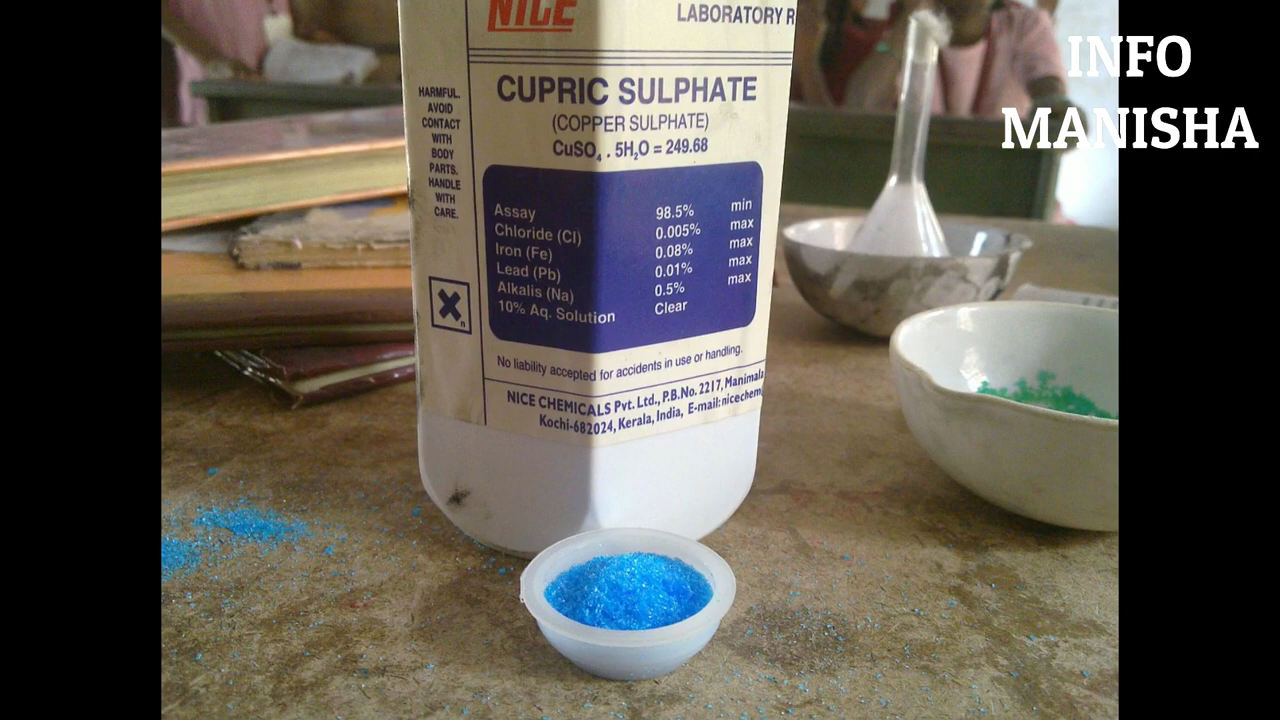 NICE
LABORATORY R
CUPRIC SULPHATE
(COPPER SULPHATE)
CuSO₄ . 5H₂O = 249.68
HARMFUL.
AVOID
CONTACT
WITH
BODY
PARTS.
HANDLE
WITH
CARE.
X
n
Assay 98.5% min
Chloride (Cl) 0.005% max
Iron (Fe) 0.08% max
Lead (Pb) 0.01% max
Alkalis (Na) 0.5% max
10% Aq. Solution Clear
No liability accepted for accidents in use or handling.
NICE CHEMICALS Pvt. Ltd., P.B.No. 2217, Manimala
Kochi-682024, Kerala, India, E-mail:nicechem
INFO
MANISHA